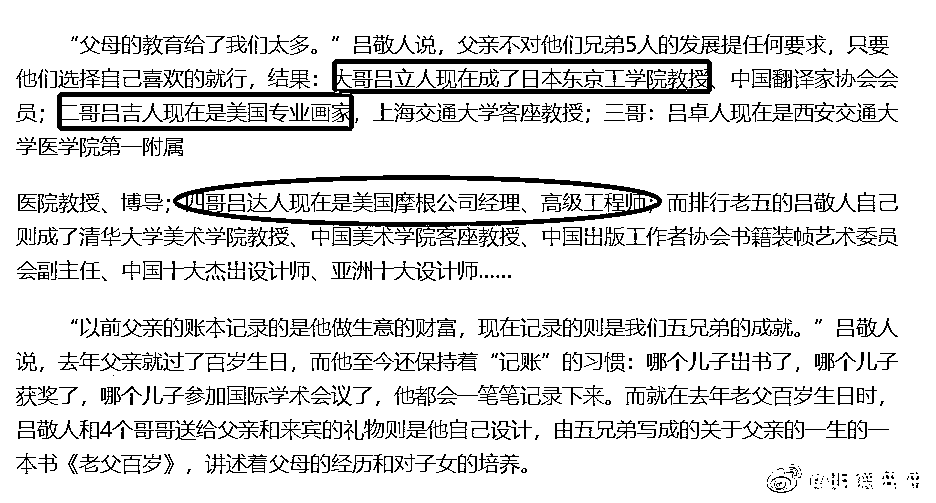 “父母的教育给了我们太多。”吕敬人说，父亲不对他们兄弟5人的发展提任何要求，只要
他们选择自己喜欢的就行，结果：大哥吕立人现在成了日本东京工学院教授、中国翻译家协会会
员；二哥吕吉人现在是美国专业画家，上海交通大学客座教授；三哥：吕卓人现在是西安交通大
学医学院第一附属
医院教授、博导；四哥吕达人现在是美国摩根公司经理、高级工程师，而排行老五的吕敬人自己
则成了清华大学美术学院教授、中国美术学院客座教授、中国出版工作者协会书籍装帧艺术委员
会副主任、中国十大杰出设计师、亚洲十大设计师……
“以前父亲的账本记录的是他做生意的财富，现在记录的则是我们五兄弟的成就。”吕敬人
说，去年父亲就过了百岁生日，而他至今还保持着“记账”的习惯：哪个儿子出书了，哪个儿子
获奖了，哪个儿子参加国际学术会议了，他都会一笔笔记录下来。而就在去年老父百岁生日时，
吕敬人和4个哥哥送给父亲和来宾的礼物则是他自己设计，由五兄弟写成的关于父亲的一生的一
本书《老父百岁》，讲述着父母的经历和对子女的培养。